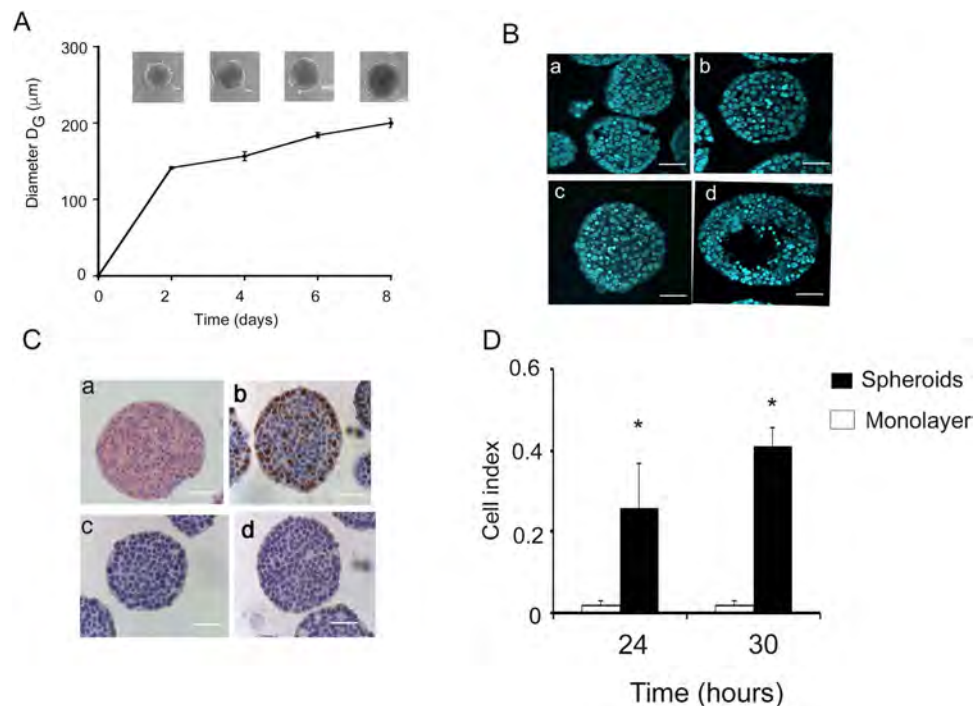 A
300
200
100
0
Diameter DG (μm)
0 2 4 6 8
Time (days)
B
a b
c d
C
a b
c d
D
0.6
0.4
0.2
0
Cell index
* *
24 30
Time (hours)
Spheroids
Monolayer